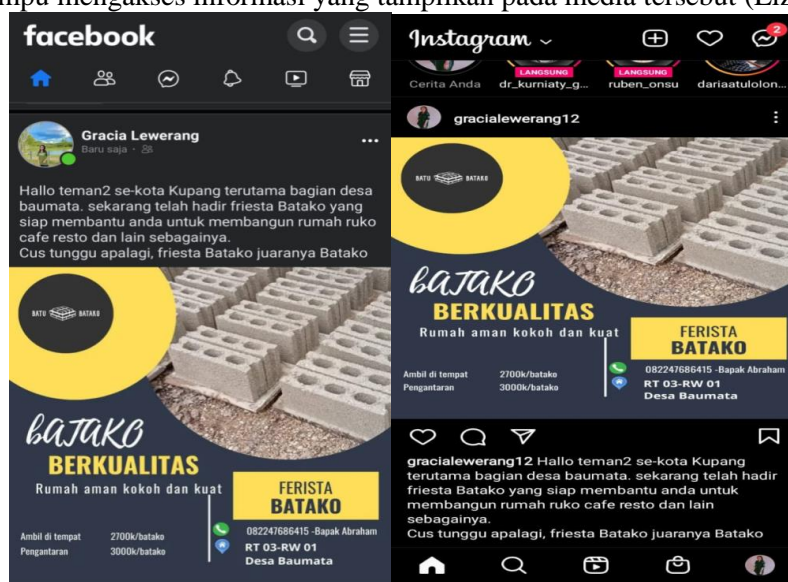 mpu mengakses informasi yang tampilkan pada media tersebut (Liz
facebook
Gracia Lewerang
Baru saja
Hallo teman2 se-kota Kupang terutama bagian desa
baumata. sekarang telah hadir friesta Batako yang
siap membantu anda untuk membangun rumah ruko
cafe resto dan lain sebagainya.
Cus tunggu apalagi, friesta Batako juaranya Batako
BATU BATAKO
BATAKO
BERKUALITAS
Rumah aman kokoh dan kuat
Ambil di tempat 2700k/batako
Pengantaran 3000k/batako
FERISTA
BATAKO
082247686415 -Bapak Abraham
RT 03-RW 01
Desa Baumata
Instagram
2
LANGSUNG
LANGSUNG
Cerita Anda
dr_kurniaty_g...
ruben_onsu
dariaatulolon...
gracialewerang12
BATU BATAKO
BATAKO
BERKUALITAS
Rumah aman kokoh dan kuat
Ambil di tempat 2700k/batako
Pengantaran 3000k/batako
FERISTA
BATAKO
082247686415 -Bapak Abraham
RT 03-RW 01
Desa Baumata
gracialewerang12 Hallo teman2 se-kota Kupang
terutama bagian desa baumata. sekarang telah hadir
friesta Batako yang siap membantu anda untuk
membangun rumah ruko cafe resto dan lain
sebagainya.
Cus tunggu apalagi, friesta Batako juaranya Batako